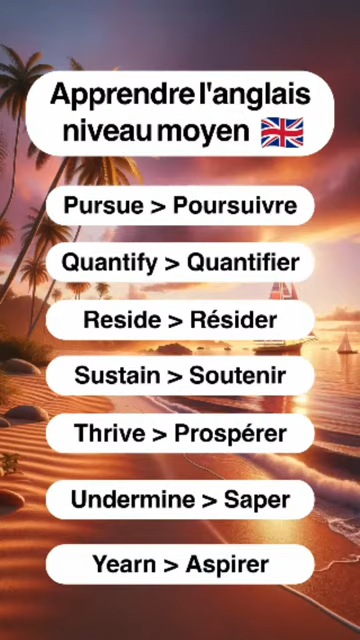 Apprendre l'anglais
niveau moyen 🇬🇧
Pursue > Poursuivre
Quantify > Quantifier
Reside > Résider
Sustain > Soutenir
Thrive > Prospérer
Undermine > Saper
Yearn > Aspirer